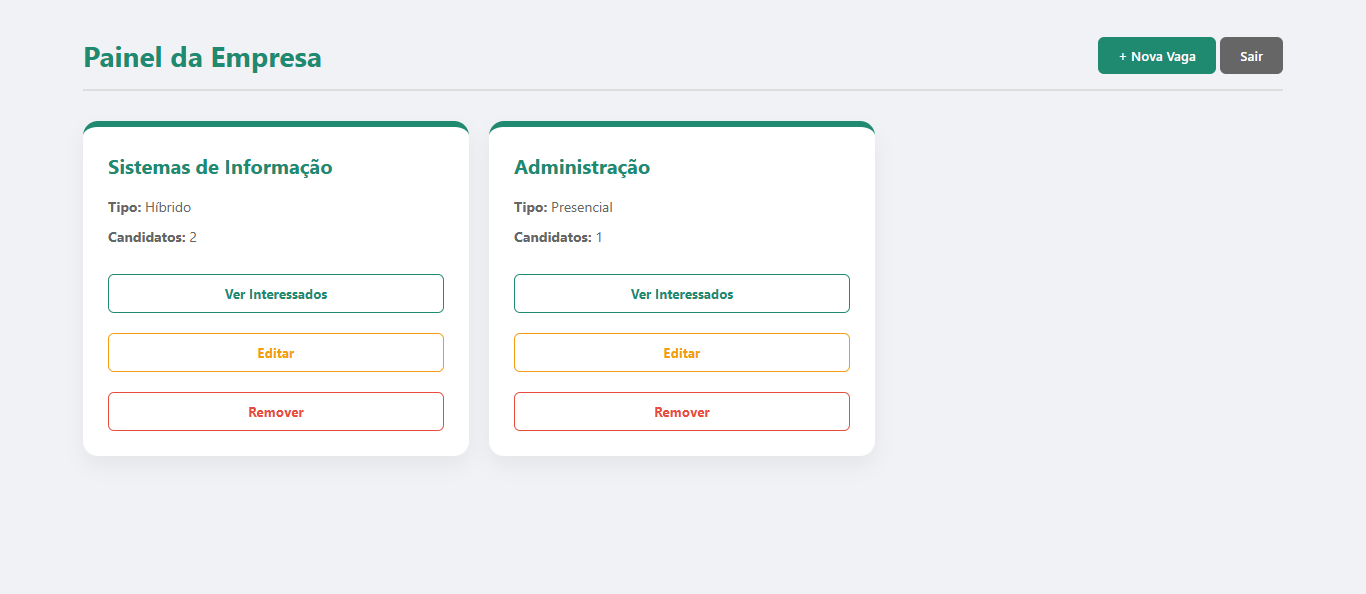 Painel da Empresa
+ Nova Vaga
Sair
Sistemas de Informação
Tipo: Híbrido
Candidatos: 2
Ver Interessados
Editar
Remover
Administração
Tipo: Presencial
Candidatos: 1
Ver Interessados
Editar
Remover